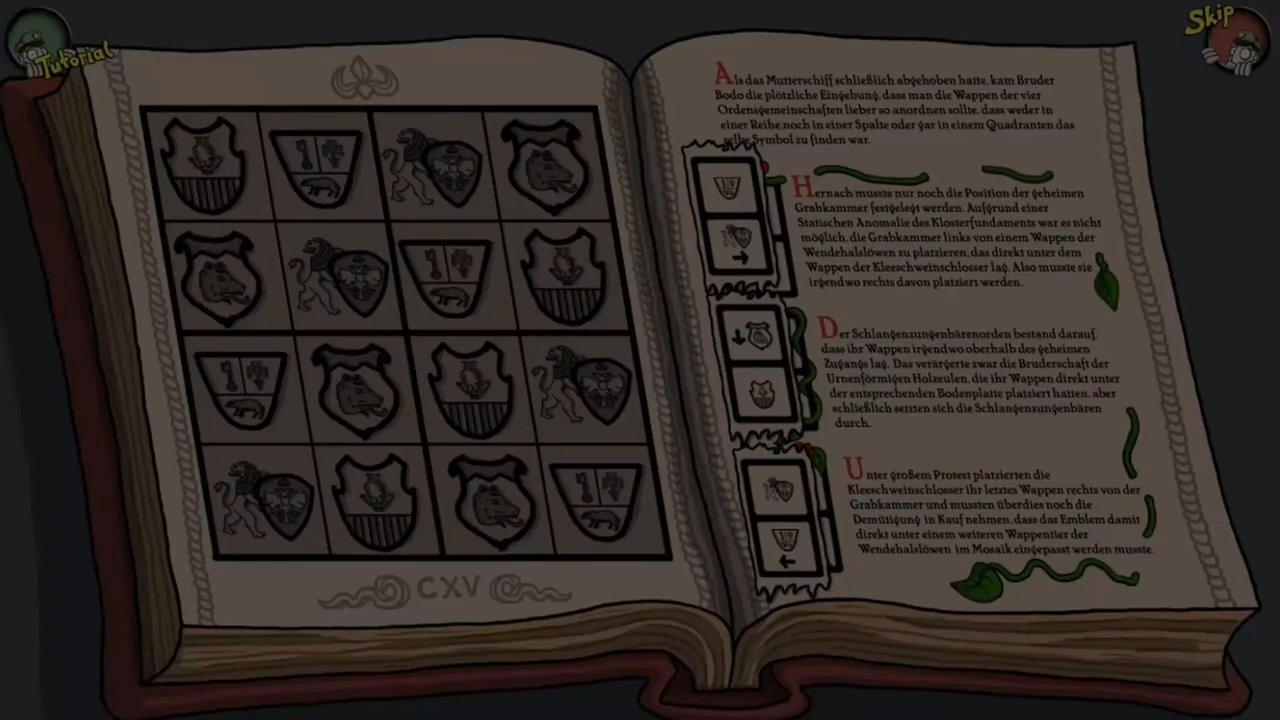 Tutorial
Skip
Als das Mutterschiff schließlich abgehoben hatte, kam Bruder
Bodo die plötzliche Eingebung, dass man die Wappen der vier
Ordensgemeinschaften lieber so anordnen sollte, dass weder in
einer Reihe noch in einer Spalte oder gar in einem Quadranten das
selbe Symbol zu finden war.
Hernach musste nur noch die Position der geheimen
Grabkammer festgelegt werden. Aufgrund einer
Statischen Anomalie des Klosterfundaments war es nicht
möglich, die Grabkammer links von einem Wappen der
Wendehalslöwen zu platzieren, das direkt unter dem
Wappen der Kleeschweinschlosser lag. Also musste sie
irgendwo rechts davon platziert werden.
Der Schlangenzungenbärenorden bestand darauf,
dass ihr Wappen irgendwo oberhalb des geheimen
Zugangs lag. Das verärgerte zwar die Bruderschaft der
Urnenförmigen Holzeulen, die ihr Wappen direkt unter
der entsprechenden Bodenplatte platziert hatten, aber
schließlich setzten sich die Schlangenzungenbären
durch.
Unter großem Protest platzierten die
Kleeschweinschlosser ihr letztes Wappen rechts von der
Grabkammer und mussten überdies noch die
Demütigung in Kauf nehmen, dass das Emblem damit
direkt unter einem weiteren Wappentier der
Wendehalslöwen im Mosaik eingepasst werden musste.
CXV